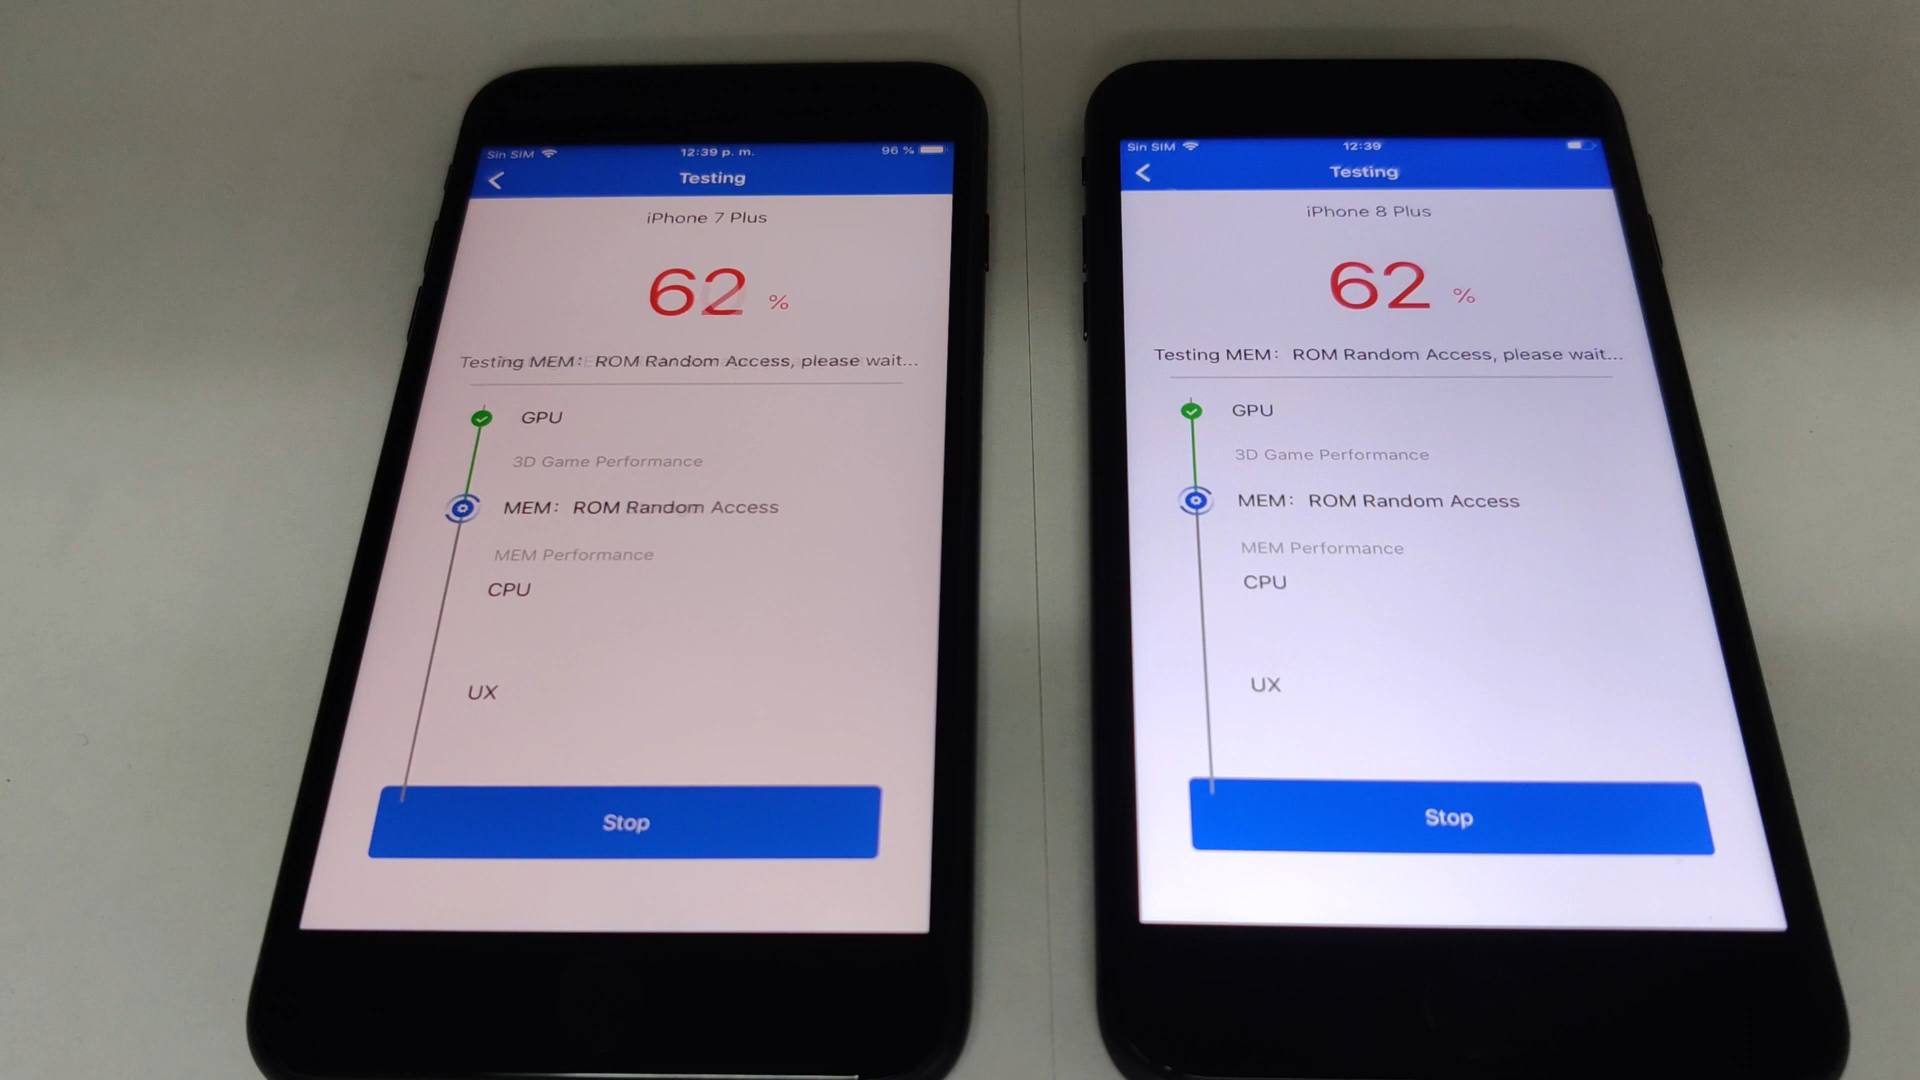 Sin SIM 12:39 p. m. 96 %
Testing
iPhone 7 Plus
62 %
Testing MEM: ROM Random Access, please wait...
GPU
3D Game Performance
MEM: ROM Random Access
MEM Performance
CPU
UX
Stop
Sin SIM 12:39
Testing
iPhone 8 Plus
62 %
Testing MEM: ROM Random Access, please wait...
GPU
3D Game Performance
MEM: ROM Random Access
MEM Performance
CPU
UX
Stop